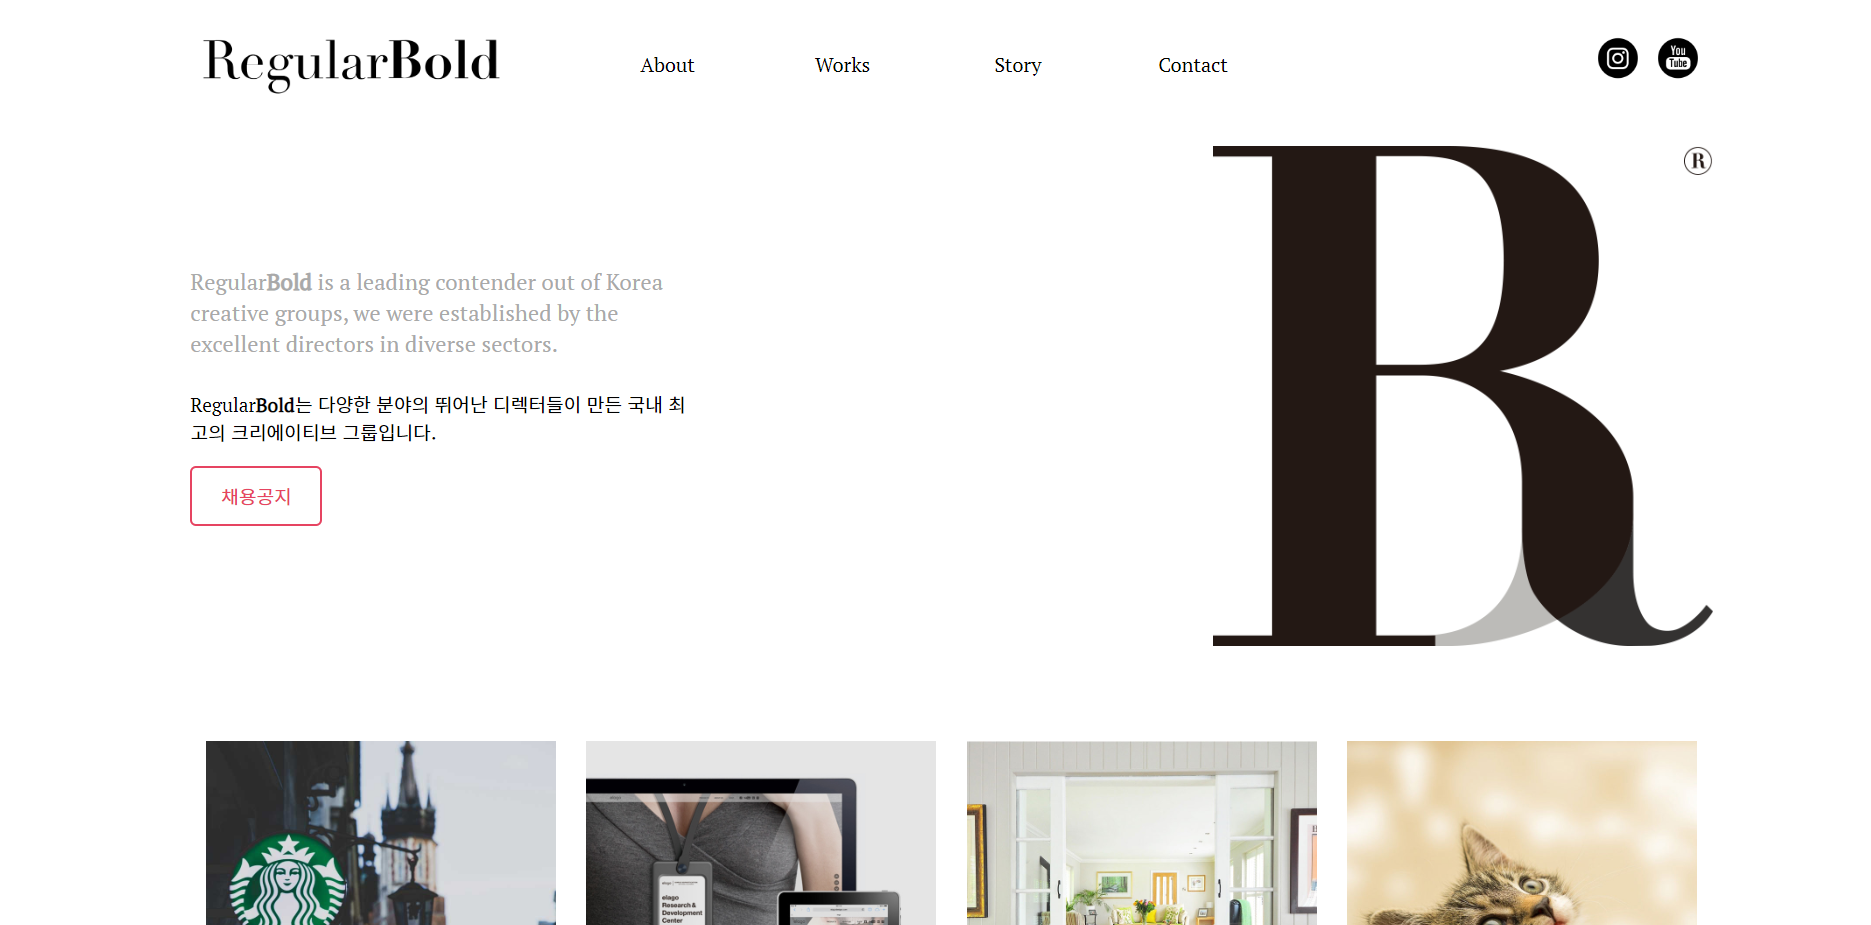 RegularBold
About
Works
Story
Contact
You
Tube
R
R
RegularBold is a leading contender out of Korea
creative groups, we were established by the
excellent directors in diverse sectors.
RegularBold는 다양한 분야의 뛰어난 디렉터들이 만든 국내 최
고의 크리에이티브 그룹입니다.
채용공지
elago
Research &
Development
Center